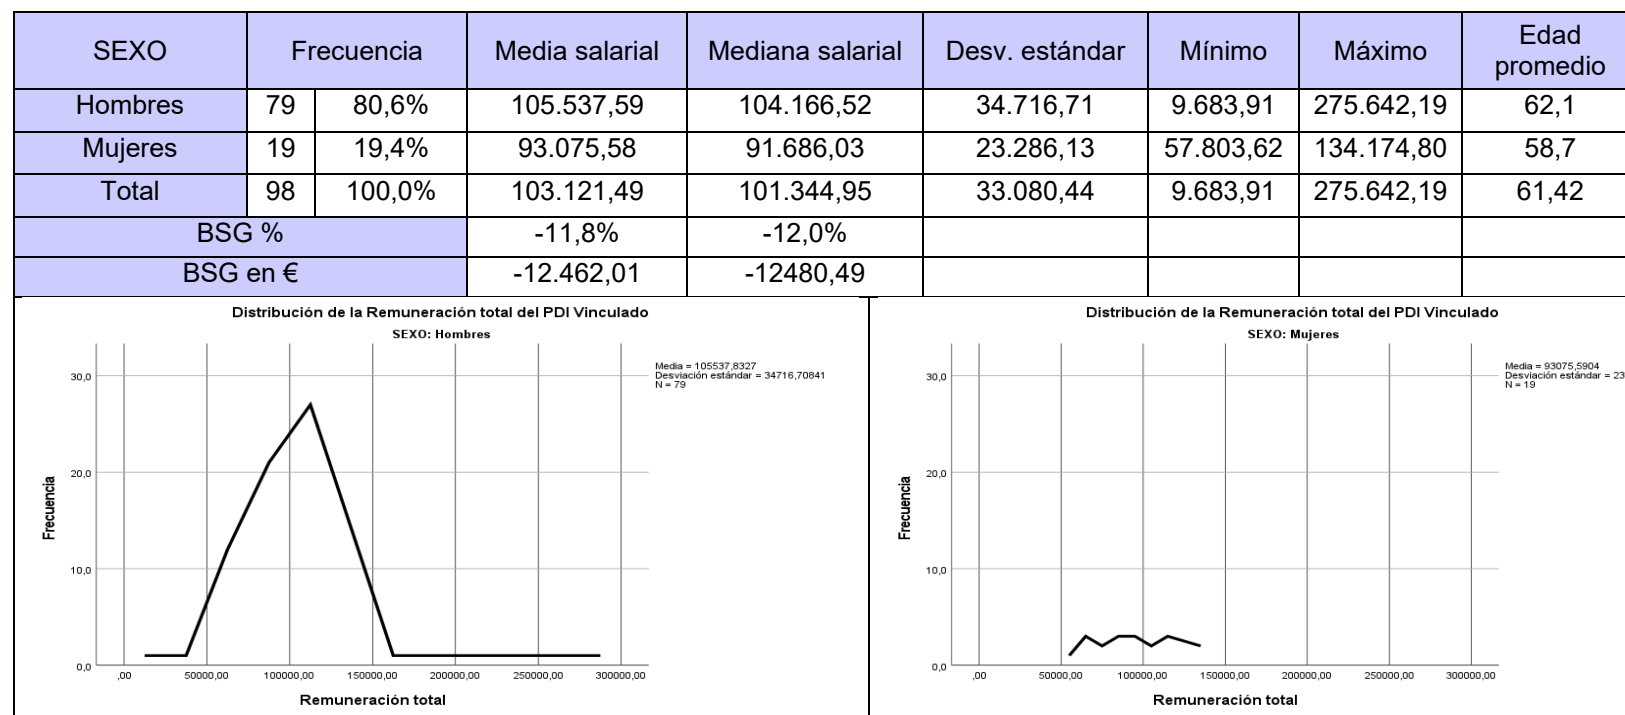 SEXO Frecuencia Media salarial Mediana salarial Desv. estándar Mínimo Máximo Edad promedio
Hombres 79 80,6% 105.537,59 104.166,52 34.716,71 9.683,91 275.642,19 62,1
Mujeres 19 19,4% 93.075,58 91.686,03 23.286,13 57.803,62 134.174,80 58,7
Total 98 100,0% 103.121,49 101.344,95 33.080,44 9.683,91 275.642,19 61,42
BSG % -11,8% -12,0%
BSG en € -12.462,01 -12480,49
Distribución de la Remuneración total del PDI Vinculado
SEXO: Hombres
Media = 105537,8327
Desviación estándar = 34716,70841
N = 79
30,0
20,0
10,0
0,0
Frecuencia
,00 50000,00 100000,00 150000,00 200000,00 250000,00 300000,00
Remuneración total
Distribución de la Remuneración total del PDI Vinculado
SEXO: Mujeres
Media = 93075,5904
Desviación estándar = 23
N = 19
30,0
20,0
10,0
0,0
Frecuencia
,00 50000,00 100000,00 150000,00 200000,00 250000,00 300000,00
Remuneración total